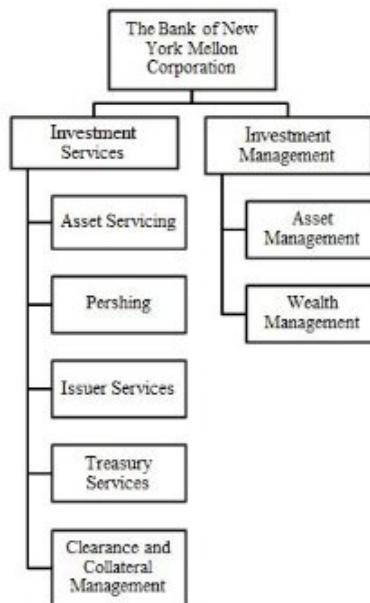 The Bank of New
York Mellon
Corporation
Investment
Services
Investment
Management
Asset Servicing
Pershing
Issuer Services
Treasury
Services
Clearance and
Collateral
Management
Asset
Management
Wealth
Management